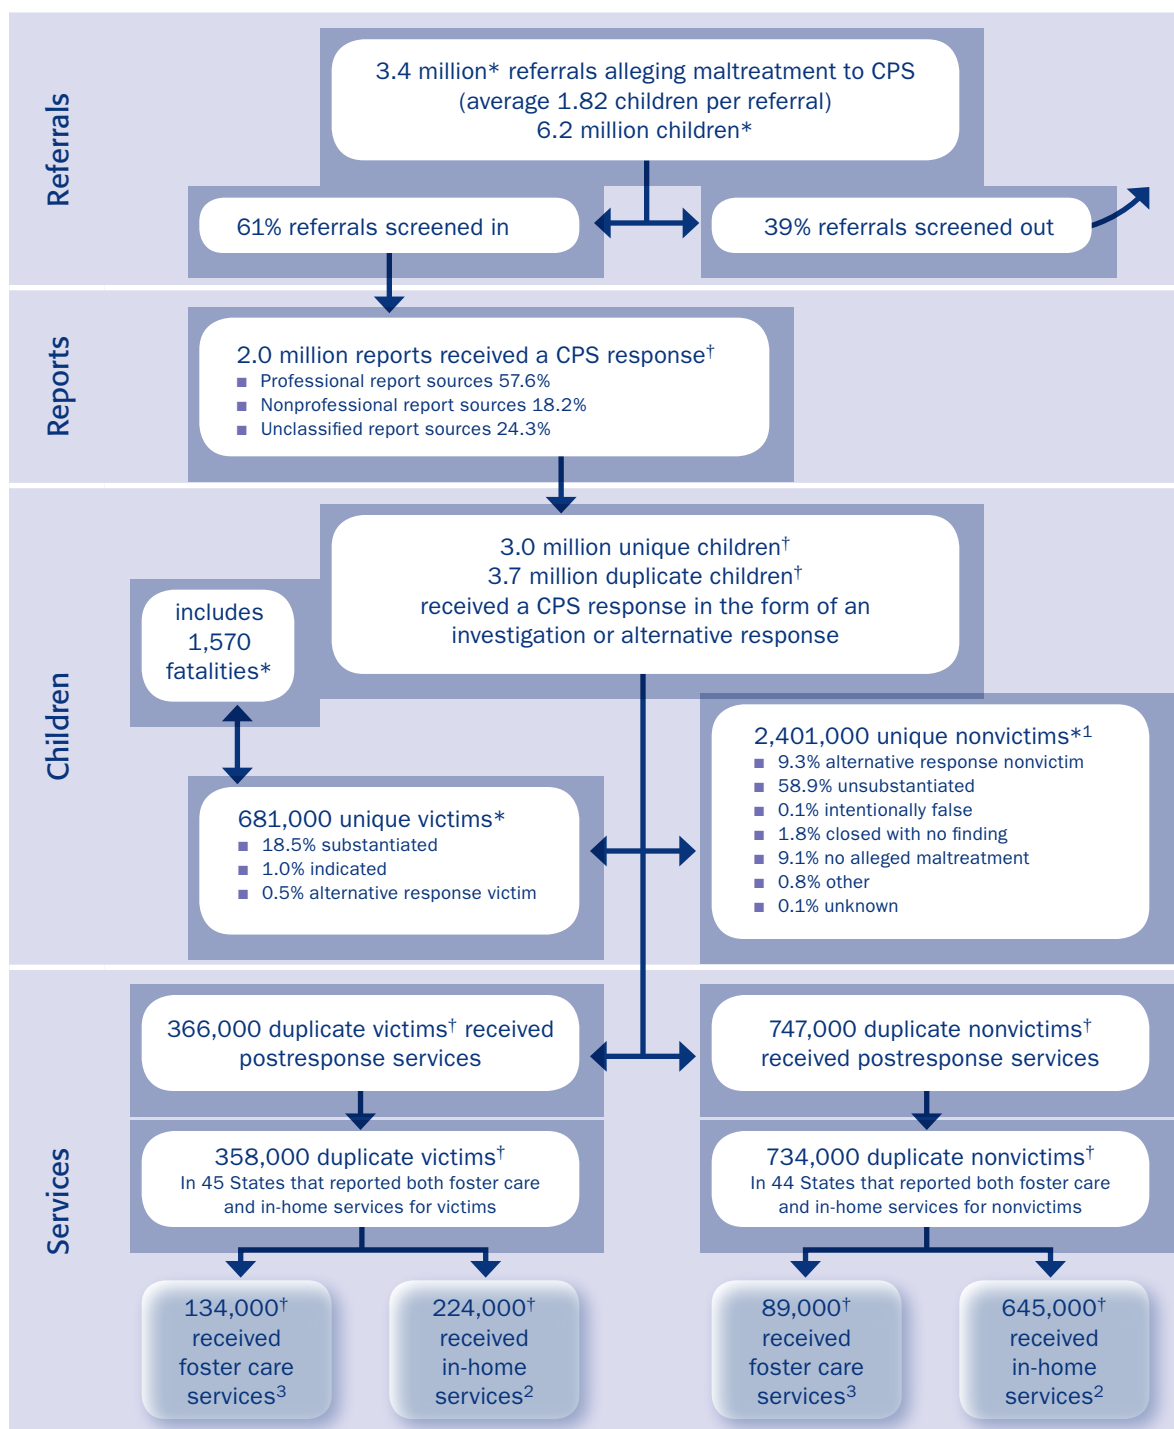 Referrals
3.4 million* referrals alleging maltreatment to CPS
(average 1.82 children per referral)
6.2 million children*
61% referrals screened in
39% referrals screened out
Reports
2.0 million reports received a CPS response†
■ Professional report sources 57.6%
■ Nonprofessional report sources 18.2%
■ Unclassified report sources 24.3%
Children
3.0 million unique children†
3.7 million duplicate children†
received a CPS response in the form of an
investigation or alternative response
includes
1,570
fatalities*
681,000 unique victims*
■ 18.5% substantiated
■ 1.0% indicated
■ 0.5% alternative response victim
2,401,000 unique nonvictims*1
■ 9.3% alternative response nonvictim
■ 58.9% unsubstantiated
■ 0.1% intentionally false
■ 1.8% closed with no finding
■ 9.1% no alleged maltreatment
■ 0.8% other
■ 0.1% unknown
Services
366,000 duplicate victims† received
postresponse services
747,000 duplicate nonvictims†
received postresponse services
358,000 duplicate victims†
In 45 States that reported both foster care
and in-home services for victims
734,000 duplicate nonvictims†
In 44 States that reported both foster care
and in-home services for nonvictims
134,000†
received
foster care
services3
224,000†
received
in-home
services2
89,000†
received
foster care
services3
645,000†
received
in-home
services2